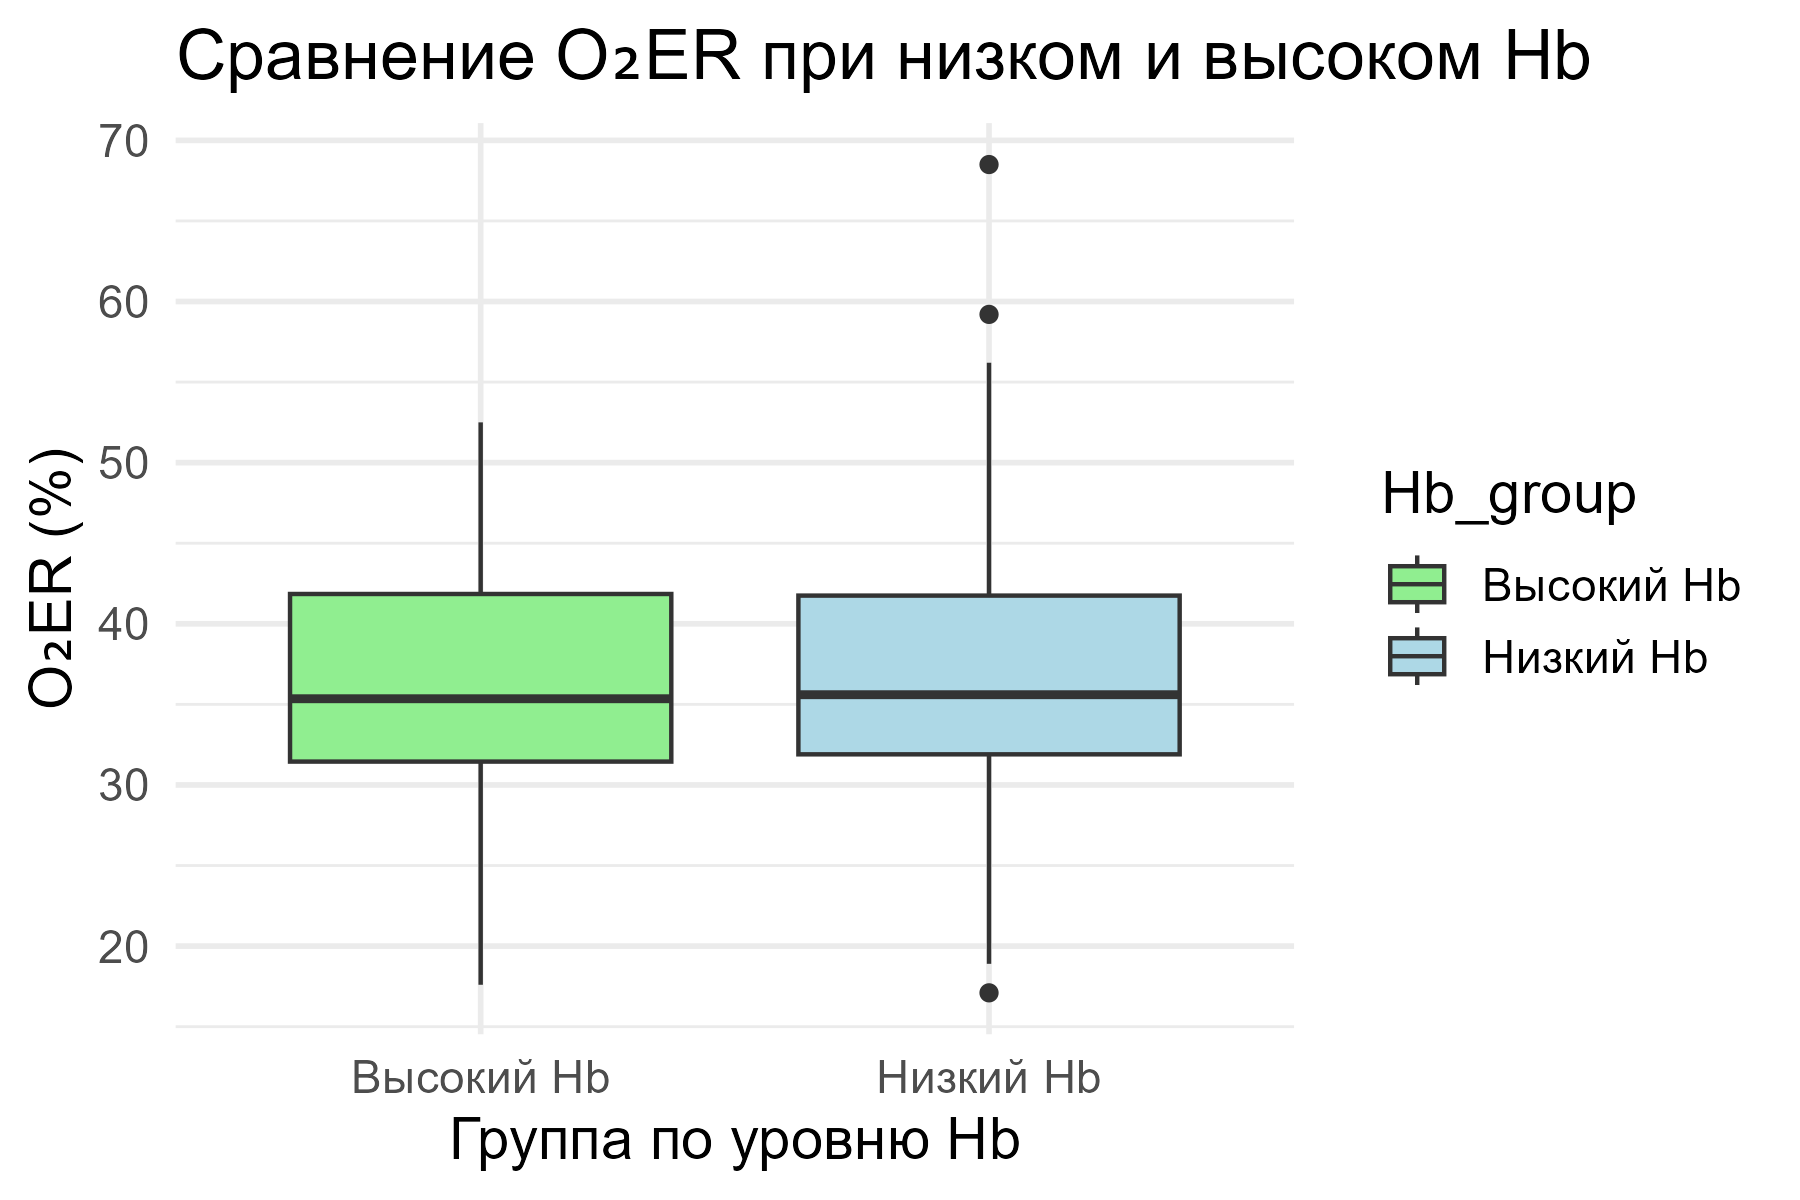 Сравнение O₂ER при низком и высоком Hb
O₂ER (%)
70
60
50
40
30
20
Высокий Hb
Низкий Hb
Группа по уровню Hb
Hb_group
Высокий Hb
Низкий Hb